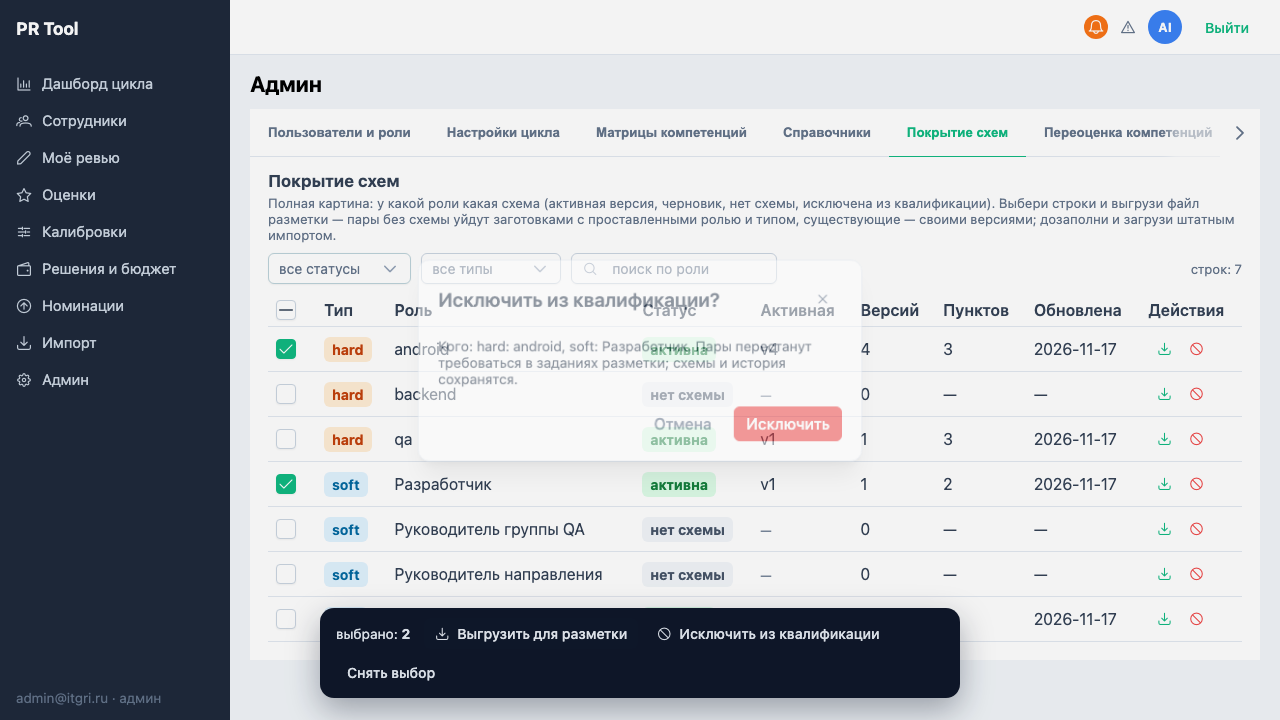 PR Tool
AI
Выйти
Дашборд цикла
Сотрудники
Моё ревью
Оценки
Калибровки
Решения и бюджет
Номинации
Импорт
Админ
admin@itgri.ru · админ
Админ
Пользователи и роли
Настройки цикла
Матрицы компетенций
Справочники
Покрытие схем
Переоценка компетенций
Покрытие схем
Полная картина: у какой роли какая схема (активная версия, черновик, нет схемы, исключена из квалификации). Выбери строки и выгрузи файл
разметки — пары без схемы уйдут заготовками с проставленными ролью и типом, существующие — своими версиями; дозаполни и загрузи штатным
импортом.
все статусы
все типы
поиск по роли
строк: 7
Тип Роль Статус Активная Версий Пунктов Обновлена Действия
hard android активна v4 4 3 2026-11-17
hard backend нет схемы — 0 — —
hard qa активна v1 1 3 2026-11-17
soft Разработчик активна v1 1 2 2026-11-17
soft Руководитель группы QA нет схемы — 0 — —
soft Руководитель направления нет схемы — 0 — —
2026-11-17
Исключить из квалификации?
Кого: hard: android, soft: Разработчик. Пары перестанут
требоваться в заданиях разметки; схемы и история
сохранятся.
Отмена
Исключить
выбрано: 2
Выгрузить для разметки
Исключить из квалификации
Снять выбор